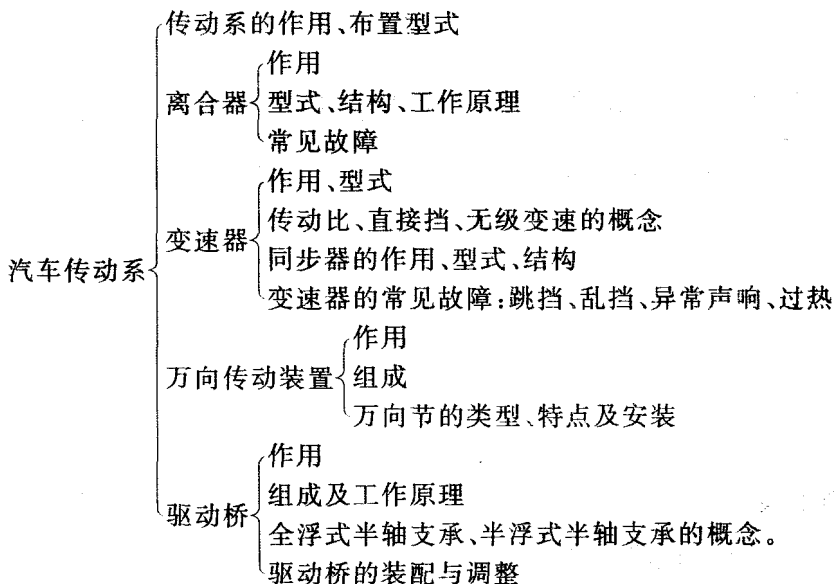 传动系的作用、布置型式
作用
离合器 型式、结构、工作原理
常见故障
作用、型式
传动比、直接挡、无级变速的概念
变速器
同步器的作用、型式、结构
汽车传动系
变速器的常见故障:跳挡、乱挡、异常声响、过热
作用
万向传动装置 组成
万向节的类型、特点及安装
作用
组成及工作原理
驱动桥
全浮式半轴支承、半浮式半轴支承的概念。
驱动桥的装配与调整